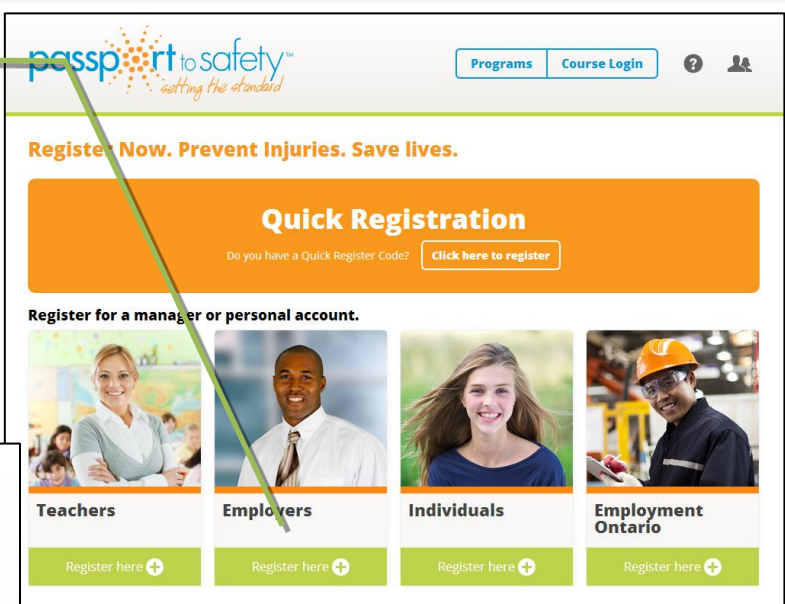 passport to safety™
setting the standard
Programs
Course Login
?
Register Now. Prevent Injuries. Save lives.
Quick Registration
Do you have a Quick Register Code? Click here to register
Register for a manager or personal account.
Teachers
Employers
Individuals
Employment
Ontario
Register here +
Register here +
Register here +
Register here +